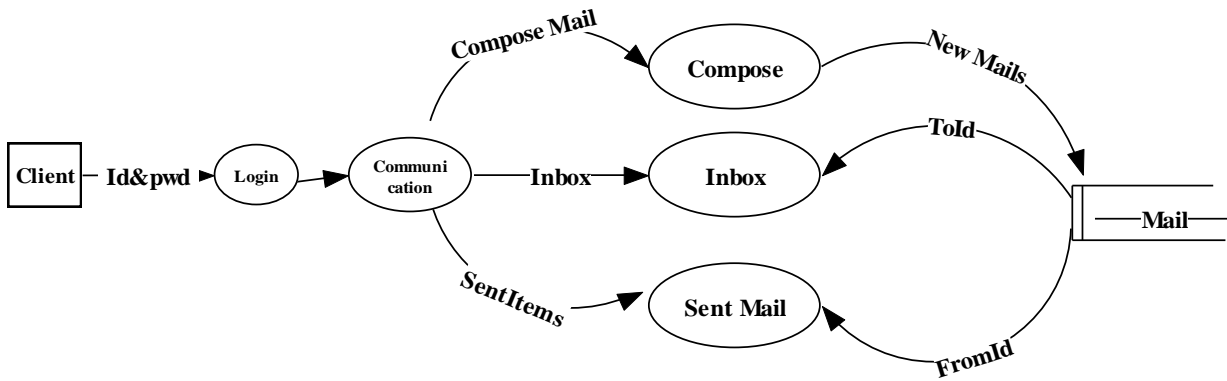 Compose Mail
Compose
New Mails
Client
Id&pwd
Login
Communi
cation
Inbox
Inbox
ToId
Mail
SentItems
Sent Mail
FromId